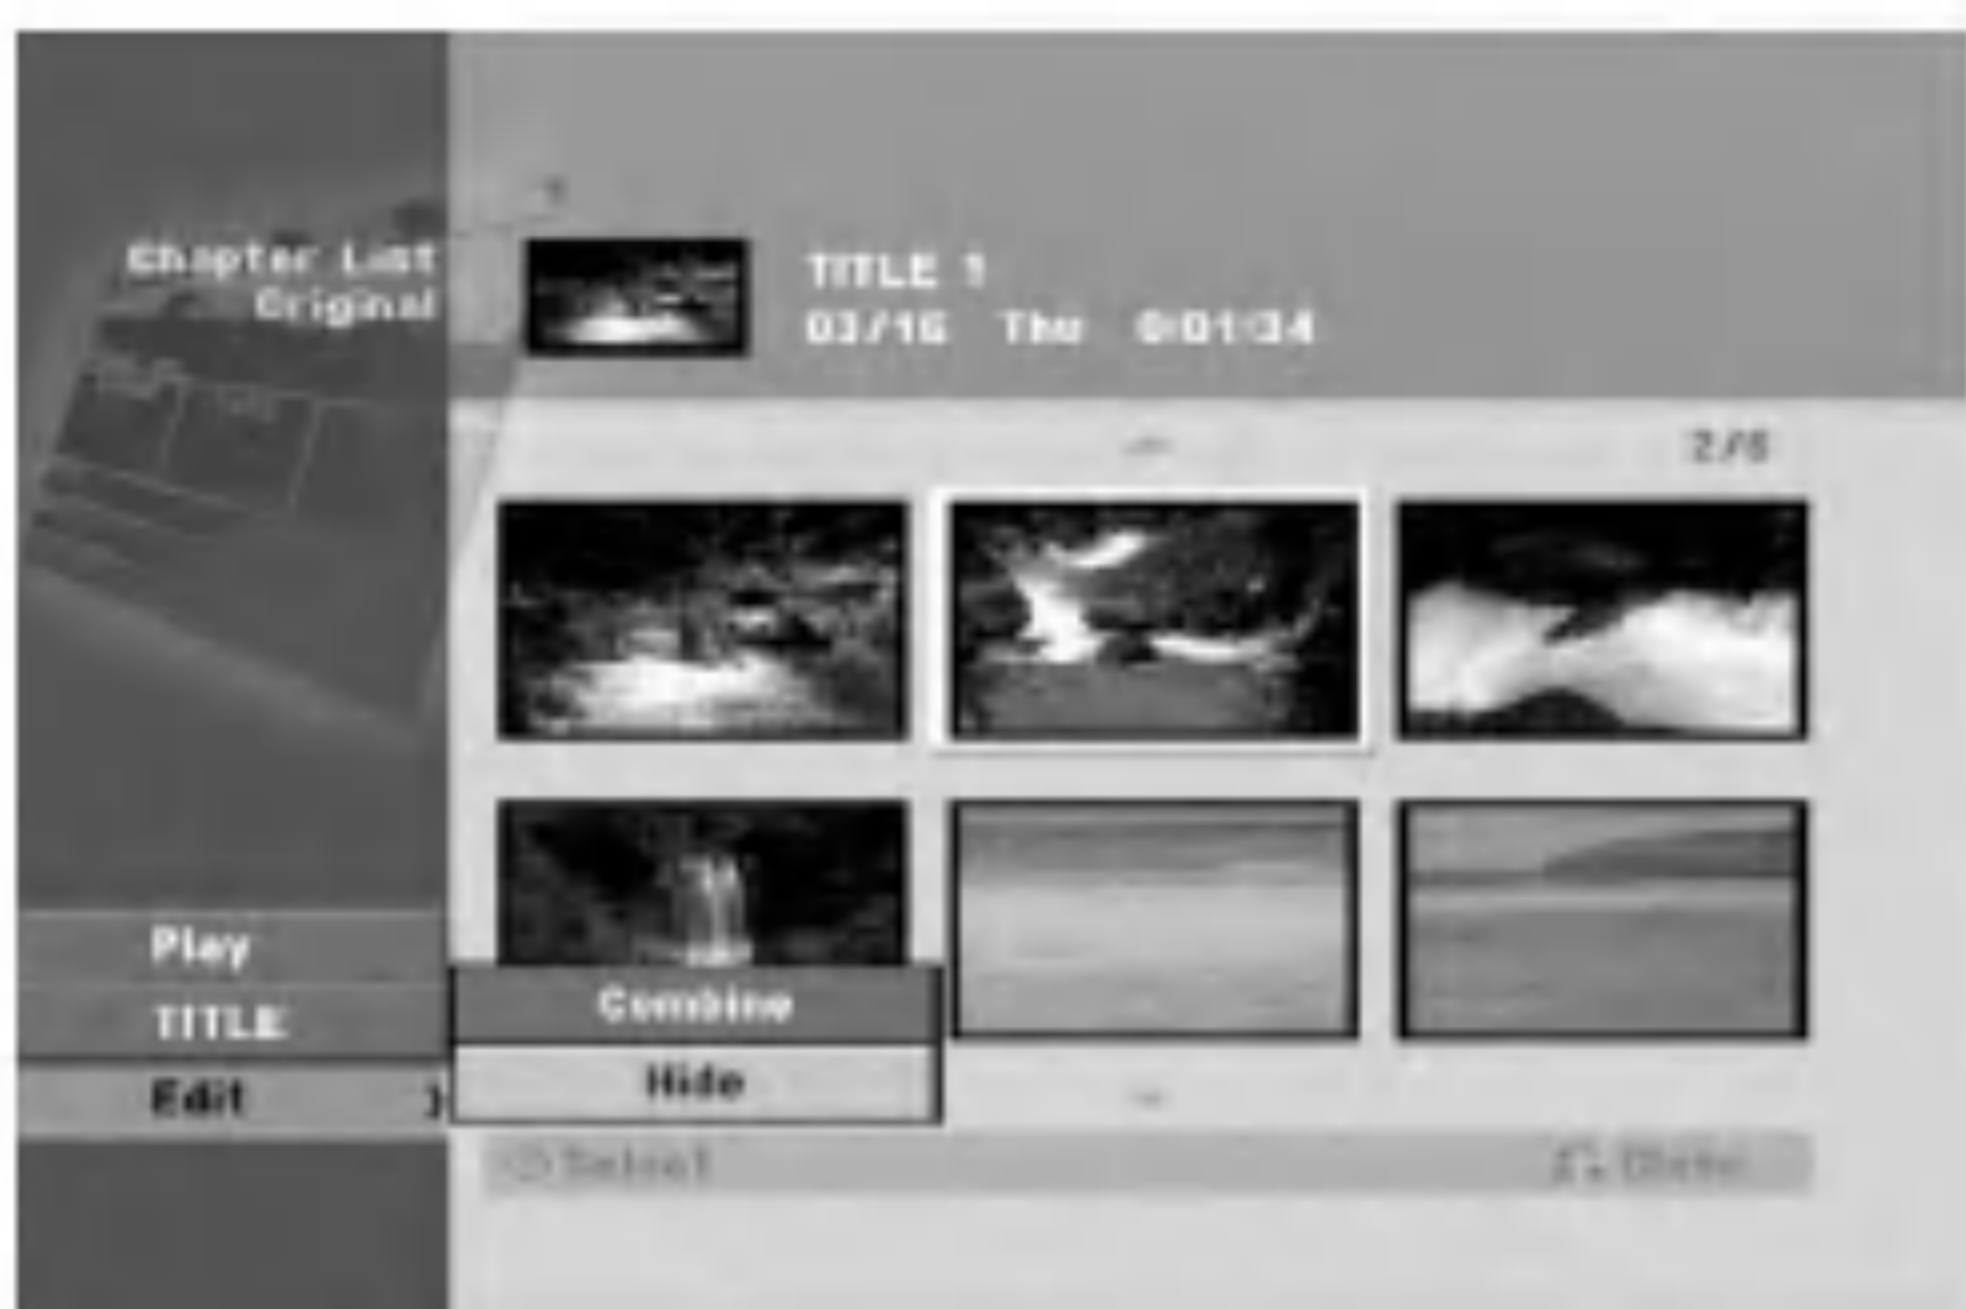 Chapter List
Original
TITLE 1
03/16 Thu 0:01:34
2/6
Play
TITLE
Edit
Combine
Hide
Select
Close